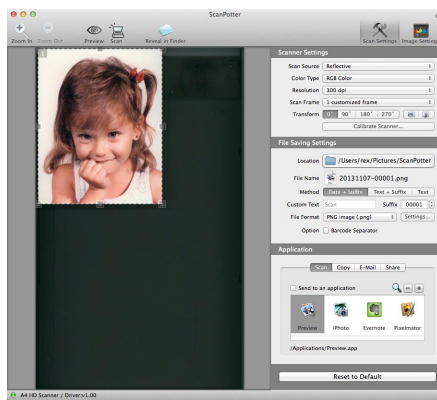 ScanPotter
Zoom In Zoom Out Preview Scan Reveal in Finder Scan Settings Image Setting
Scanner Settings
Scan Source Reflective
Color Type RGB Color
Resolution 300 dpi
Scan Frame 1 customized frame
Transform 0° 90° 180° 270°
Calibrate Scanner...
File Saving Settings
Location /Users/rex/Pictures/ScanPotter
File Name 20131107-00001.png
Method Date + Suffix Text + Suffix Text
Custom Text Scan Suffix 00001
File Format PNG image (.png) Settings...
Option Barcode Separator
Application
Scan Copy E-Mail Share
Send to an application
Preview iPhoto Evernote Pixelmator
/Applications/Preview.app
Reset to Default
A4 HD Scanner / Driver:v1.00